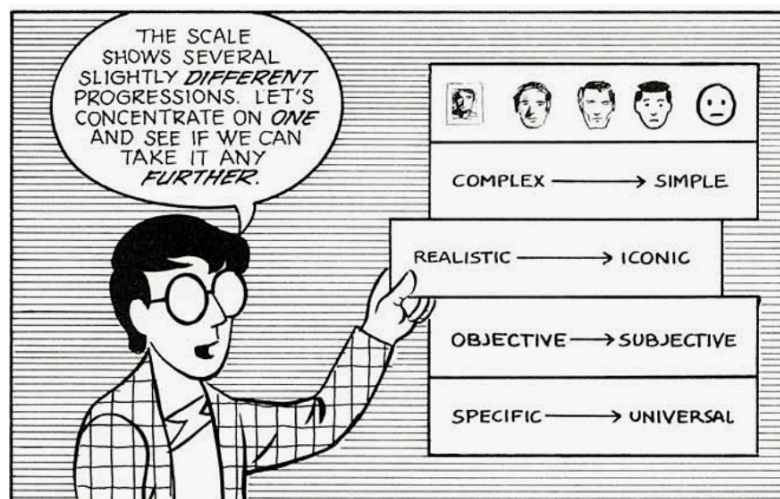 THE SCALE
SHOWS SEVERAL
SLIGHTLY DIFFERENT
PROGRESSIONS. LET'S
CONCENTRATE ON ONE
AND SEE IF WE CAN
TAKE IT ANY
FURTHER.
COMPLEX → SIMPLE
REALISTIC → ICONIC
OBJECTIVE → SUBJECTIVE
SPECIFIC → UNIVERSAL